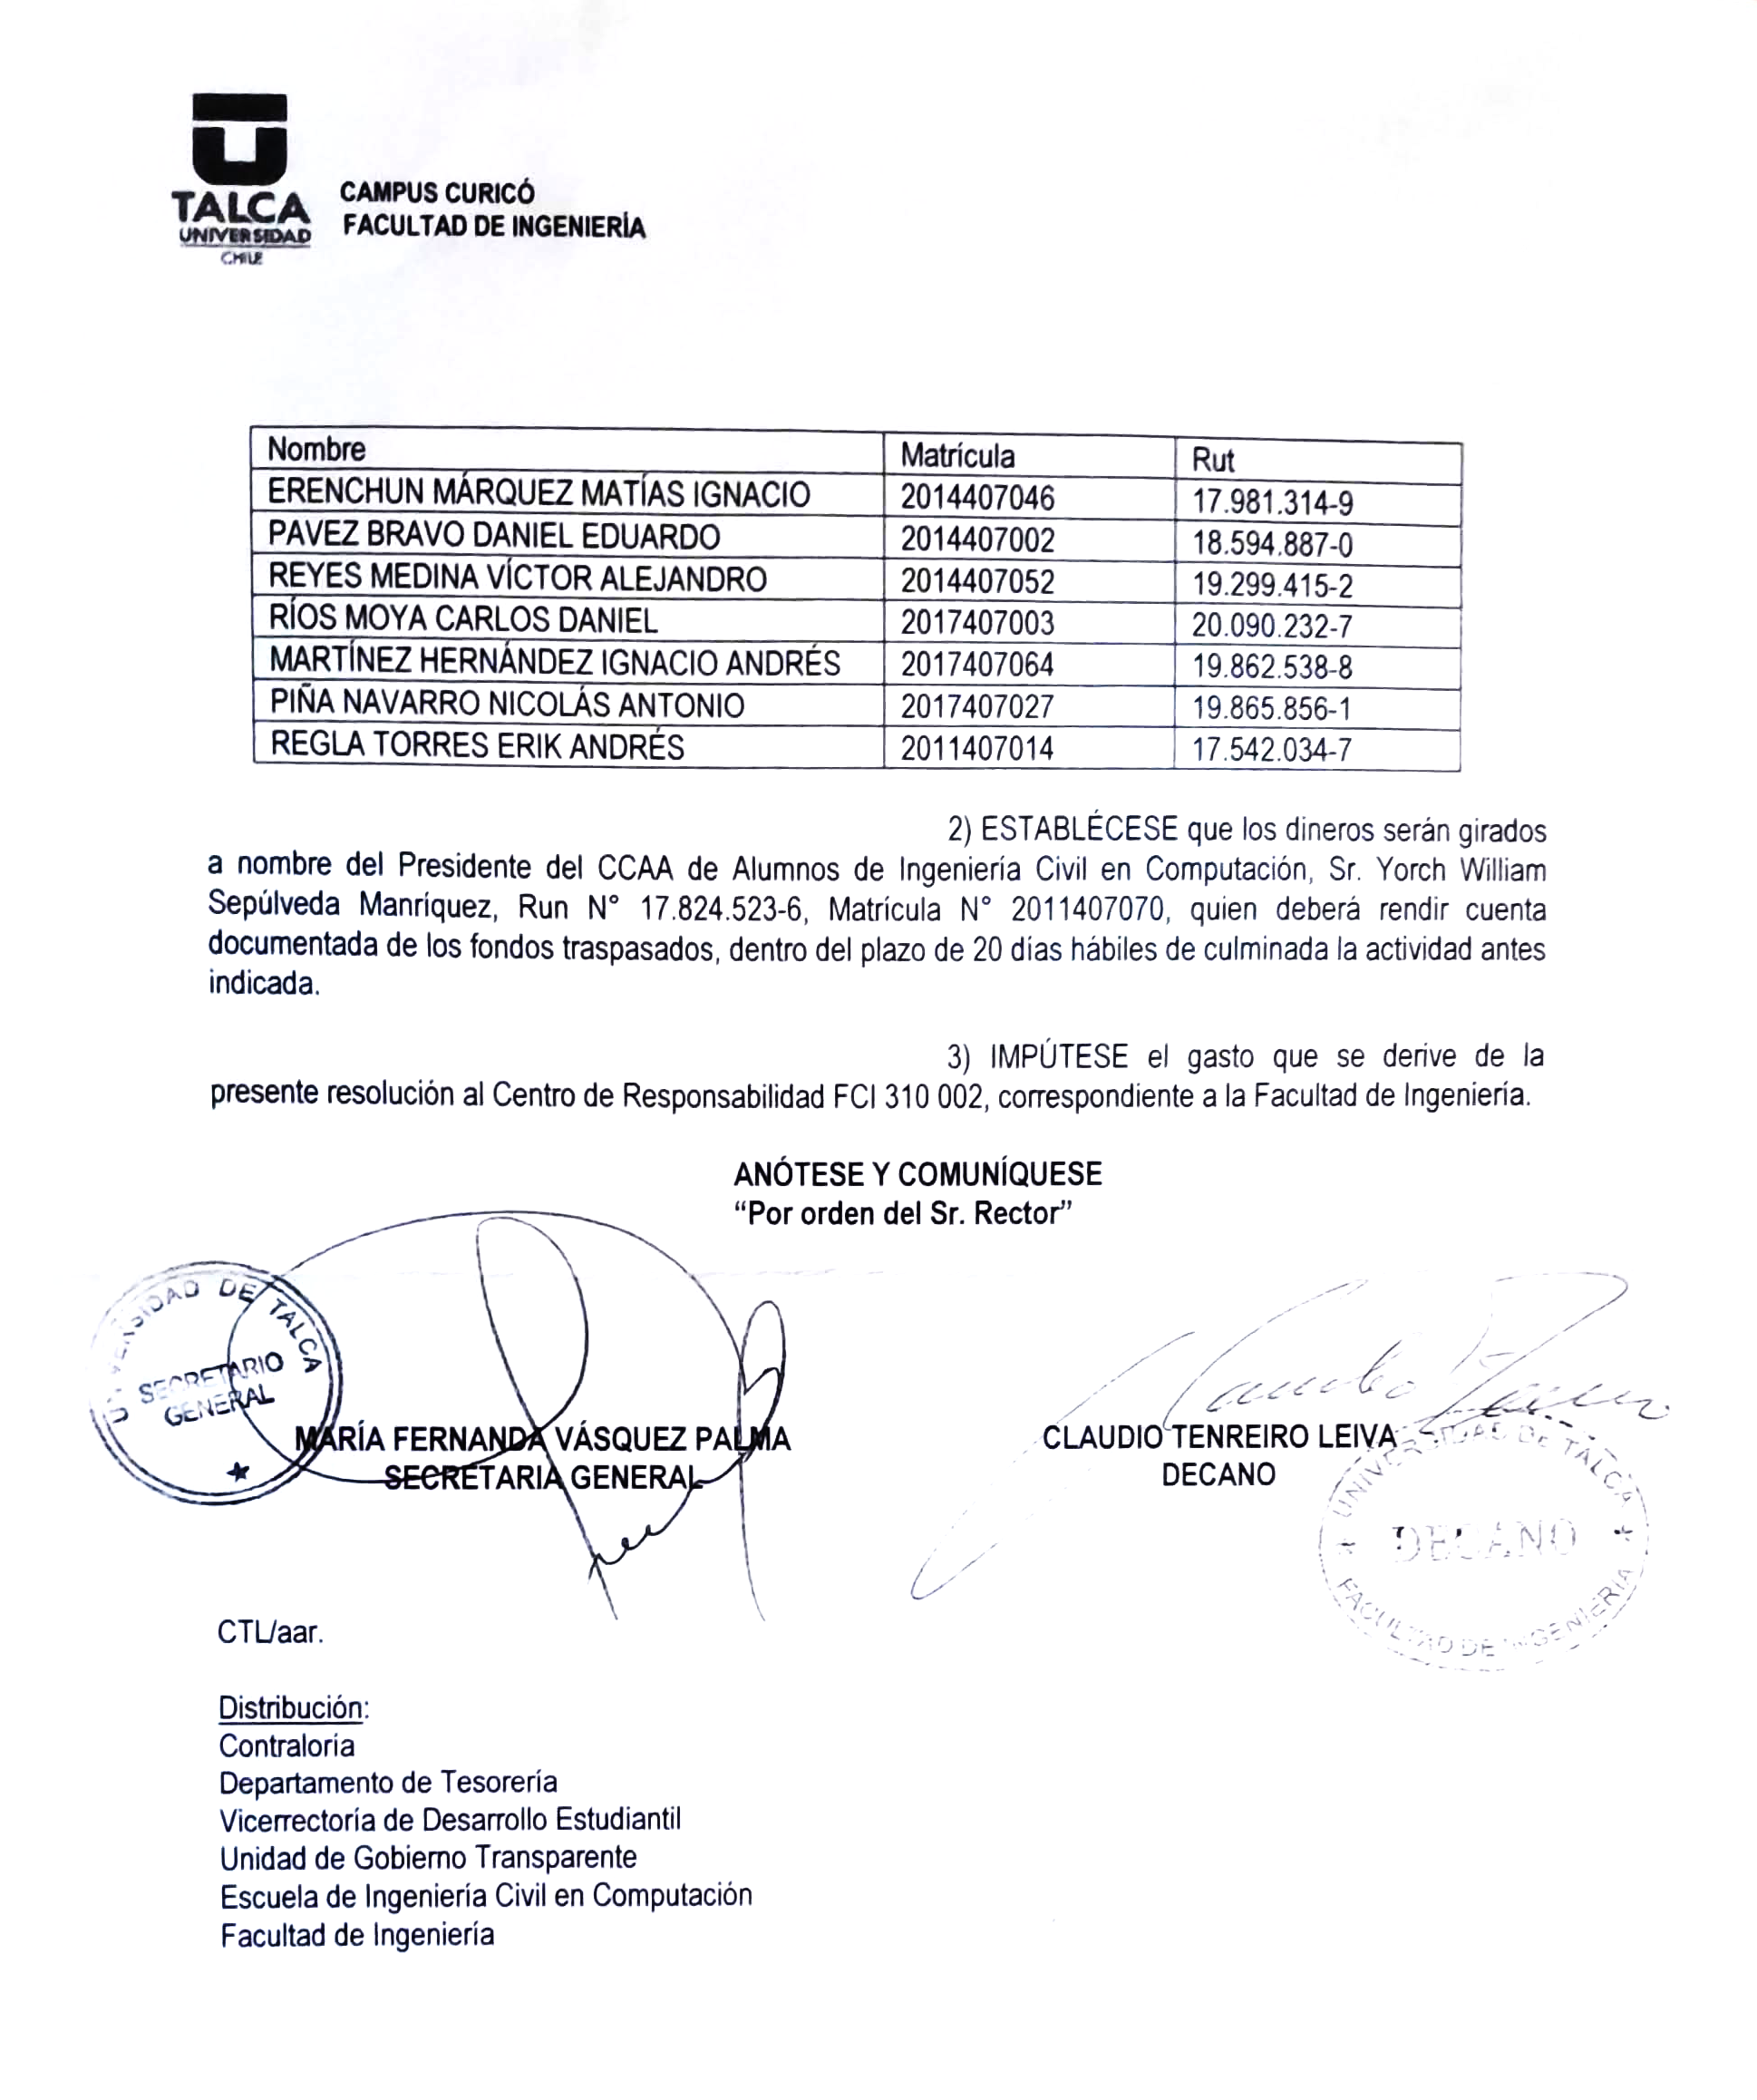 TALCA
UNIVERSIDAD
CHILE
CAMPUS CURICÓ
FACULTAD DE INGENIERÍA
Nombre Matrícula Rut
ERENCHUN MÁRQUEZ MATÍAS IGNACIO 2014407046 17.981.314-9
PAVEZ BRAVO DANIEL EDUARDO 2014407002 18.594.887-0
REYES MEDINA VÍCTOR ALEJANDRO 2014407052 19.299.415-2
RÍOS MOYA CARLOS DANIEL 2017407003 20.090.232-7
MARTÍNEZ HERNÁNDEZ IGNACIO ANDRÉS 2017407064 19.862.538-8
PIÑA NAVARRO NICOLÁS ANTONIO 2017407027 19.865.856-1
REGLA TORRES ERIK ANDRÉS 2011407014 17.542.034-7
2) ESTABLÉCESE que los dineros serán girados
a nombre del Presidente del CCAA de Alumnos de Ingeniería Civil en Computación, Sr. Yorch William
Sepúlveda Manríquez, Run N° 17.824.523-6, Matrícula N° 2011407070, quien deberá rendir cuenta
documentada de los fondos traspasados, dentro del plazo de 20 días hábiles de culminada la actividad antes
indicada.
3) IMPÚTESE el gasto que se derive de la
presente resolución al Centro de Responsabilidad FCI 310 002, correspondiente a la Facultad de Ingeniería.
ANÓTESE Y COMUNÍQUESE
“Por orden del Sr. Rector”
UNIVERSIDAD DE TALCA
SECRETARIO
GENERAL
MARÍA FERNANDA VÁSQUEZ PALMA
SECRETARIA GENERAL
CLAUDIO TENREIRO LEIVA
DECANO
UNIVERSIDAD DE TALCA
DECANO
FACULTAD DE INGENIERIA
CTL/aar.
Distribución:
Contraloría
Departamento de Tesorería
Vicerrectoría de Desarrollo Estudiantil
Unidad de Gobierno Transparente
Escuela de Ingeniería Civil en Computación
Facultad de Ingeniería